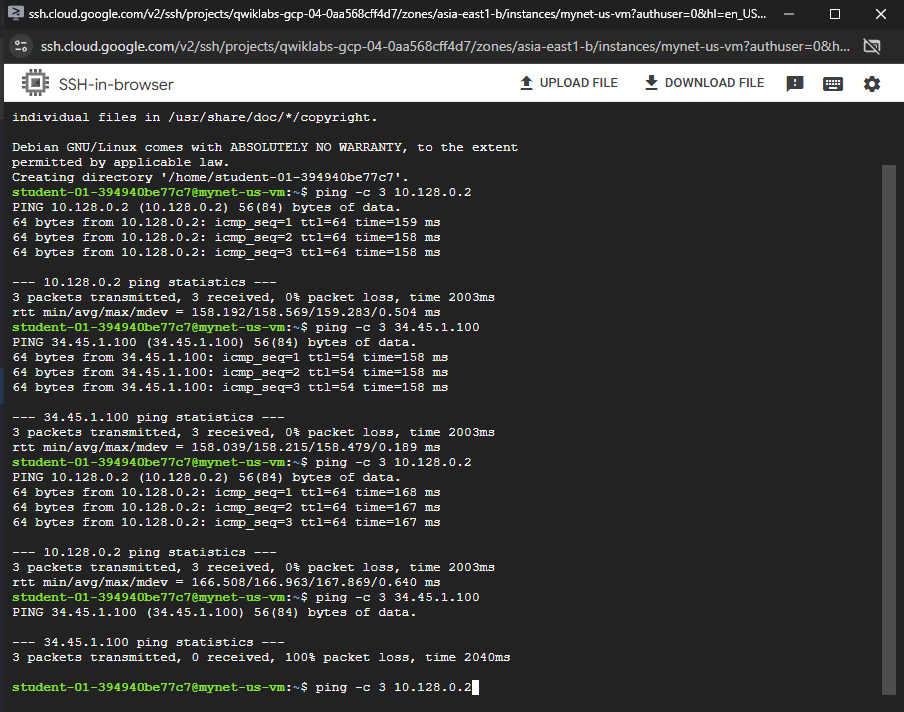 ssh.cloud.google.com/v2/ssh/projects/qwiklabs-gcp-04-0aa568cff4d7/zones/asia-east1-b/instances/mynet-us-vm?authuser=0&hl=en_US...
ssh.cloud.google.com/v2/ssh/projects/qwiklabs-gcp-04-0aa568cff4d7/zones/asia-east1-b/instances/mynet-us-vm?authuser=0&h...
SSH-in-browser
UPLOAD FILE
DOWNLOAD FILE
individual files in /usr/share/doc/*/copyright.
Debian GNU/Linux comes with ABSOLUTELY NO WARRANTY, to the extent
permitted by applicable law.
Creating directory '/home/student-01-394940be77c7'.
student-01-394940be77c7@mynet-us-vm:~$ ping -c 3 10.128.0.2
PING 10.128.0.2 (10.128.0.2) 56(84) bytes of data.
64 bytes from 10.128.0.2: icmp_seq=1 ttl=64 time=159 ms
64 bytes from 10.128.0.2: icmp_seq=2 ttl=64 time=158 ms
64 bytes from 10.128.0.2: icmp_seq=3 ttl=64 time=158 ms
--- 10.128.0.2 ping statistics ---
3 packets transmitted, 3 received, 0% packet loss, time 2003ms
rtt min/avg/max/mdev = 158.192/158.569/159.283/0.504 ms
student-01-394940be77c7@mynet-us-vm:~$ ping -c 3 34.45.1.100
PING 34.45.1.100 (34.45.1.100) 56(84) bytes of data.
64 bytes from 34.45.1.100: icmp_seq=1 ttl=54 time=158 ms
64 bytes from 34.45.1.100: icmp_seq=2 ttl=54 time=158 ms
64 bytes from 34.45.1.100: icmp_seq=3 ttl=54 time=158 ms
--- 34.45.1.100 ping statistics ---
3 packets transmitted, 3 received, 0% packet loss, time 2003ms
rtt min/avg/max/mdev = 158.039/158.215/158.479/0.189 ms
student-01-394940be77c7@mynet-us-vm:~$ ping -c 3 10.128.0.2
PING 10.128.0.2 (10.128.0.2) 56(84) bytes of data.
64 bytes from 10.128.0.2: icmp_seq=1 ttl=64 time=168 ms
64 bytes from 10.128.0.2: icmp_seq=2 ttl=64 time=167 ms
64 bytes from 10.128.0.2: icmp_seq=3 ttl=64 time=167 ms
--- 10.128.0.2 ping statistics ---
3 packets transmitted, 3 received, 0% packet loss, time 2003ms
rtt min/avg/max/mdev = 166.508/166.963/167.869/0.640 ms
student-01-394940be77c7@mynet-us-vm:~$ ping -c 3 34.45.1.100
PING 34.45.1.100 (34.45.1.100) 56(84) bytes of data.
--- 34.45.1.100 ping statistics ---
3 packets transmitted, 0 received, 100% packet loss, time 2040ms
student-01-394940be77c7@mynet-us-vm:~$ ping -c 3 10.128.0.2